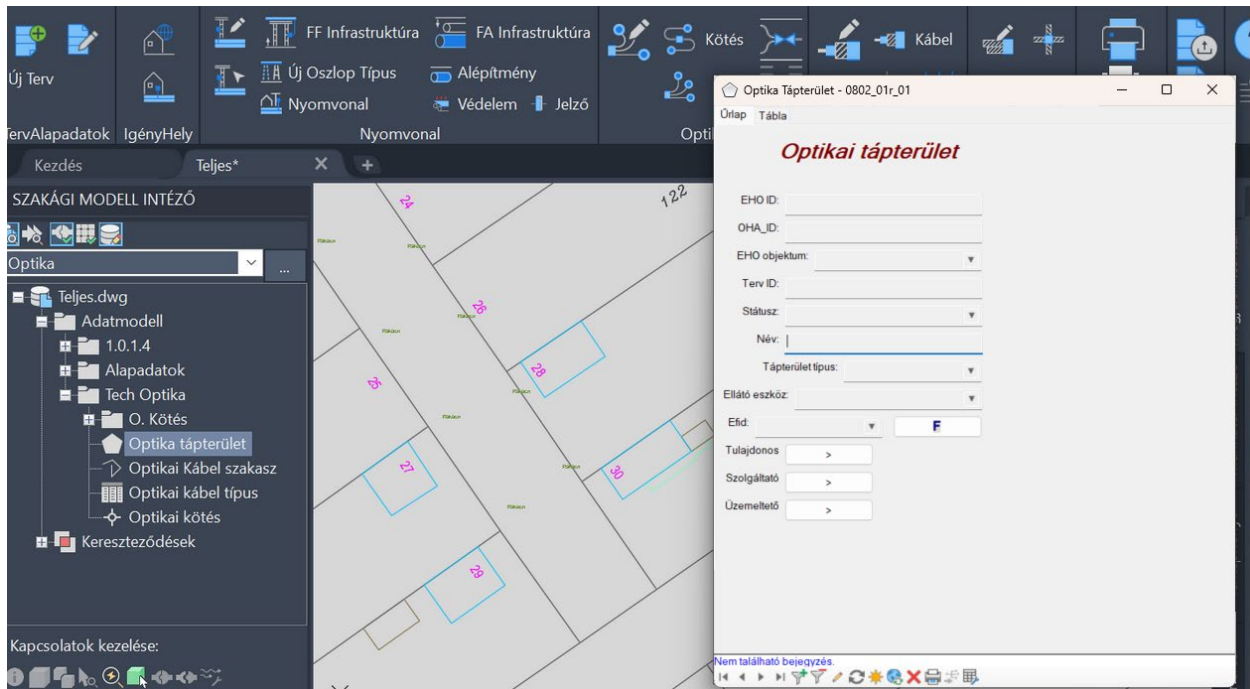 FF Infrastruktúra
FA Infrastruktúra
Kötés
Kábel
Új Terv
Új Oszlop Típus
Alépítmény
Nyomvonal
Védelem
Jelző
TervAlapadatok
IgényHely
Nyomvonal
Opti
Kezdés
Teljes*
SZAKÁGI MODELL INTÉZŐ
Optika
...
Teljes.dwg
Adatmodell
1.0.1.4
Alapadatok
Tech Optika
O. Kötés
Optika tápterület
Optikai Kábel szakasz
Optikai kábel típus
Optikai kötés
Kereszteződések
Kapcsolatok kezelése:
24
122
26
28
25
27
30
29
Optika Tápterület - 0802_01r_01
Űrlap
Tábla
Optikai tápterület
EHO ID:
OHA_ID:
EHO objektum:
Terv ID:
Státusz:
Név:
Tápterület típus:
Ellátó eszköz:
Efid:
F
Tulajdonos
>
Szolgáltató
>
Üzemeltető
>
Nem található bejegyzés.